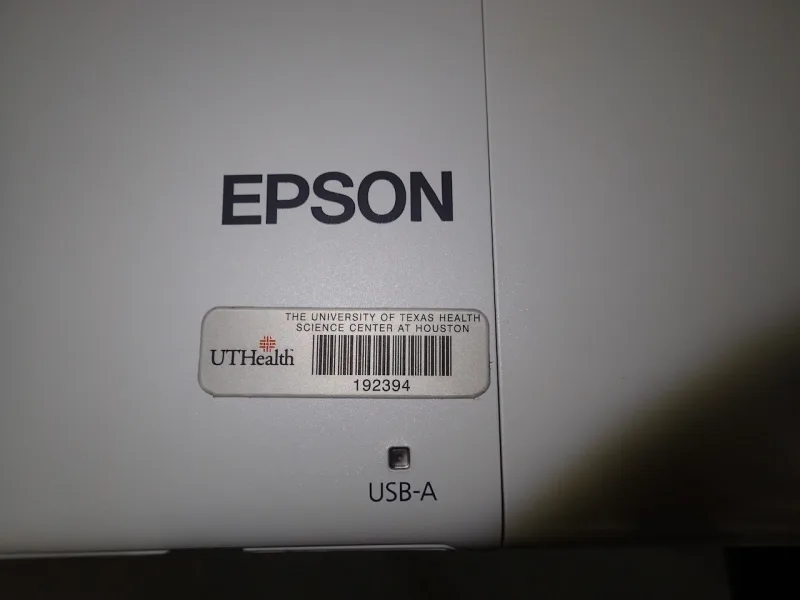 EPSON
THE UNIVERSITY OF TEXAS HEALTH
SCIENCE CENTER AT HOUSTON
UTHealth
192394
USB-A